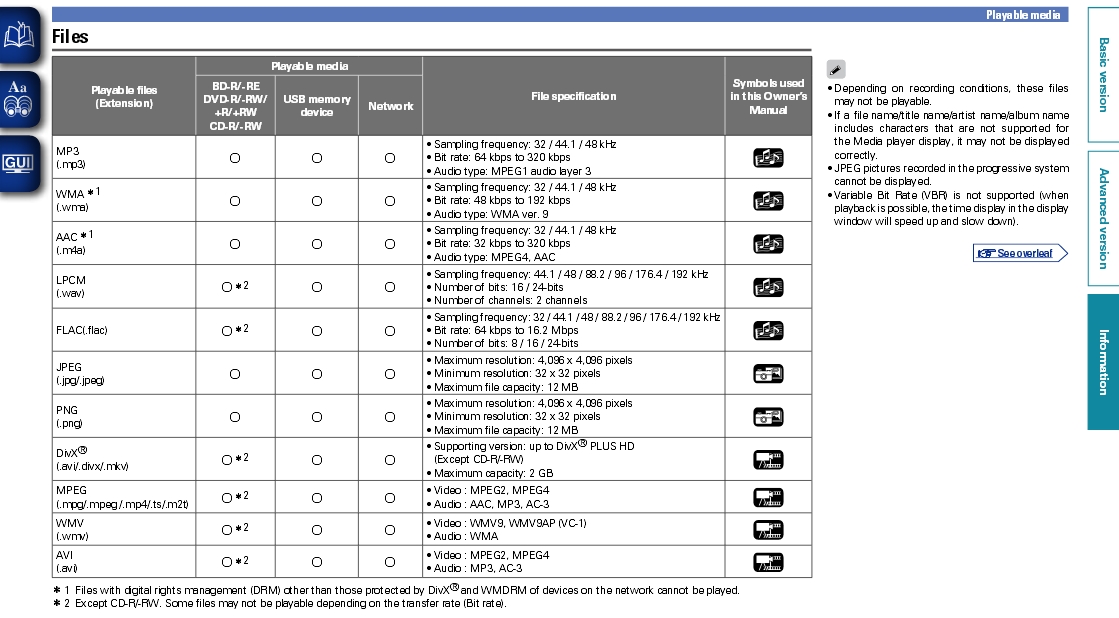 Playable media
Files
Playable files
(Extension)
Playable media
BD-R/-RE
DVD-R/-RW/
+R/+RW
CD-R/-RW
USB memory
device
Network
File specification
Symbols used
in this Owner's
Manual
MP3
(.mp3)
• Sampling frequency: 32 / 44.1 / 48 kHz
• Bit rate: 64 kbps to 320 kbps
• Audio type: MPEG1 audio layer 3
WMA *1
(.wma)
• Sampling frequency: 32 / 44.1 / 48 kHz
• Bit rate: 48 kbps to 192 kbps
• Audio type: WMA ver. 9
AAC *1
(.m4a)
• Sampling frequency: 32 / 44.1 / 48 kHz
• Bit rate: 32 kbps to 320 kbps
• Audio type: MPEG4, AAC
LPCM
(.wav)
*2
• Sampling frequency: 44.1 / 48 / 88.2 / 96 / 176.4 / 192 kHz
• Number of bits: 16 / 24-bits
• Number of channels: 2 channels
FLAC(.flac)
*2
• Sampling frequency: 32 / 44.1 / 48 / 88.2 / 96 / 176.4 / 192 kHz
• Bit rate: 64 kbps to 16.2 Mbps
• Number of bits: 8 / 16 / 24-bits
JPEG
(.jpg/.jpeg)
• Maximum resolution: 4,096 x 4,096 pixels
• Minimum resolution: 32 x 32 pixels
• Maximum file capacity: 12 MB
PNG
(.png)
• Maximum resolution: 4,096 x 4,096 pixels
• Minimum resolution: 32 x 32 pixels
• Maximum file capacity: 12 MB
DivX®
(.avi/.divx/.mkv)
*2
• Supporting version: up to DivX® PLUS HD
(Except CD-R/-RW)
• Maximum capacity: 2 GB
MPEG
(.mpg/.mpeg/.mp4/.ts/.m2t)
*2
• Video : MPEG2, MPEG4
• Audio : AAC, MP3, AC-3
WMV
(.wmv)
*2
• Video : WMV9, WMV9AP (VC-1)
• Audio : WMA
AVI
(.avi)
*2
• Video : MPEG2, MPEG4
• Audio : MP3, AC-3
*1 Files with digital rights management (DRM) other than those protected by DivX® and WMDRM of devices on the network cannot be played.
*2 Except CD-R/-RW. Some files may not be playable depending on the transfer rate (Bit rate).
• Depending on recording conditions, these files
may not be playable.
• If a file name/title name/artist name/album name
includes characters that are not supported for
the Media player display, it may not be displayed
correctly.
• JPEG pictures recorded in the progressive system
cannot be displayed.
• Variable Bit Rate (VBR) is not supported (when
playback is possible, the time display in the display
window will speed up and slow down).
See overleaf
Basic version
Advanced version
Information
Aa
GUI